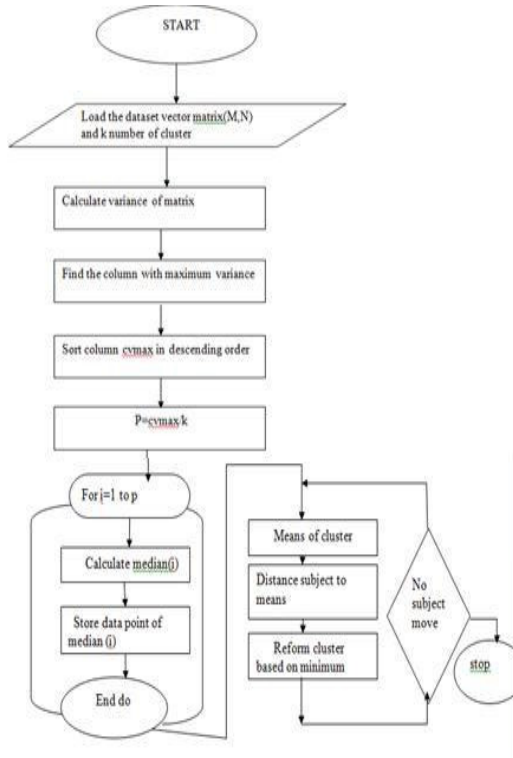 START
Load the dataset vector matrix(M,N)
and k number of cluster
Calculate variance of matrix
Find the column with maximum variance
Sort column cvmax in descending order
P=cvmax/k
For j=1 to p
Calculate median(i)
Store data point of
median (i)
End do
Means of cluster
Distance subject to
means
Reform cluster
based on minimum
No
subject
move
stop